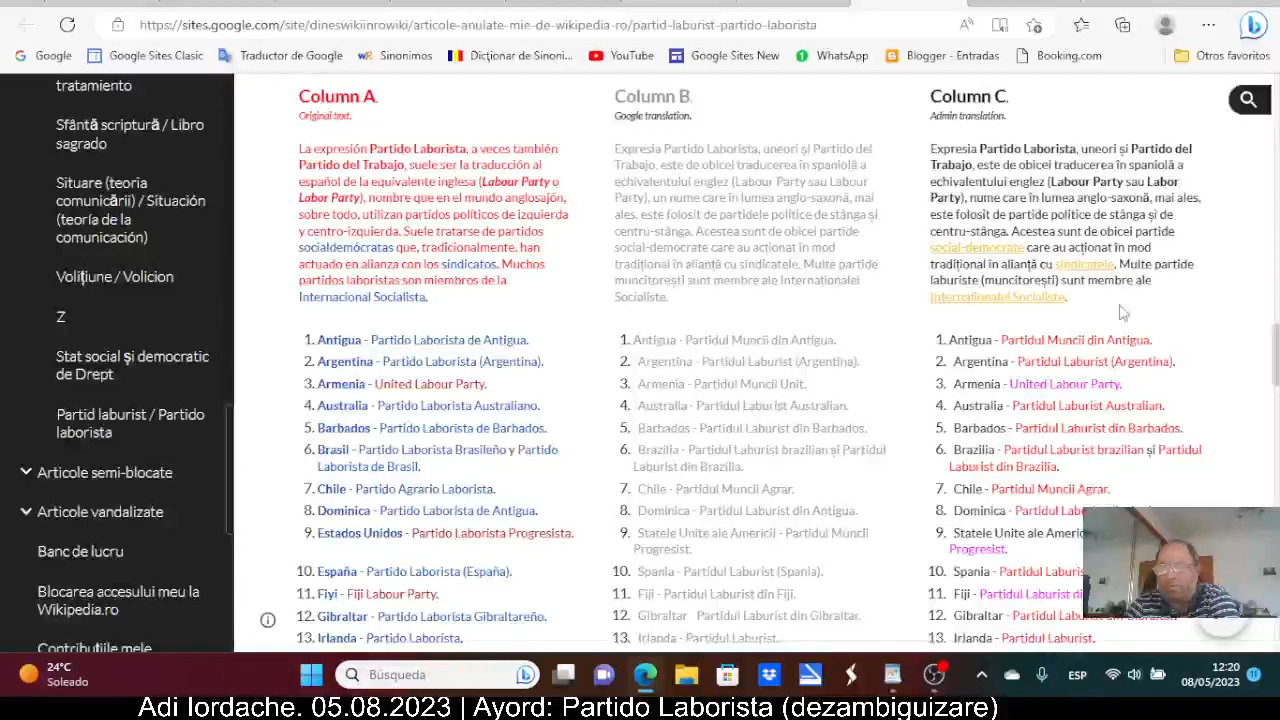 https://sites.google.com/site/dineswikiinrowiki/articole-anulate-mie-de-wikipedia-ro/partid-laburist-partido-laborista
Google
Google Sites Clasic
Traductor de Google
wR Sinonimos
Dicționar de Sinoni...
YouTube
Google Sites New
WhatsApp
Blogger - Entradas
Booking.com
Otros favoritos
tratamiento
Sfântă scriptură / Libro
sagrado
Situare (teoria
comunicării) / Situación
(teoría de la
comunicación)
Volițiune / Volicion
Z
Stat social și democratic
de Drept
Partid laburist / Partido
laborista
Articole semi-blocate
Articole vandalizate
Banc de lucru
Blocarea accesului meu la
Wikipedia.ro
Contribuțiile mele
Column A.
Original text.
La expresión Partido Laborista, a veces también
Partido del Trabajo, suele ser la traducción al
español de la equivalente inglesa (Labour Party o
Labor Party), nombre que en el mundo anglosajón,
sobre todo, utilizan partidos políticos de izquierda
y centro-izquierda. Suele tratarse de partidos
socialdemócratas que, tradicionalmente, han
actuado en alianza con los sindicatos. Muchos
partidos laboristas son miembros de la
Internacional Socialista.
1. Antigua - Partido Laborista de Antigua.
2. Argentina - Partido Laborista (Argentina).
3. Armenia - United Labour Party.
4. Australia - Partido Laborista Australiano.
5. Barbados - Partido Laborista de Barbados.
6. Brasil - Partido Laborista Brasileño y Partido
Laborista de Brasil.
7. Chile - Partido Agrario Laborista.
8. Dominica - Partido Laborista de Antigua.
9. Estados Unidos - Partido Laborista Progresista.
10. España - Partido Laborista (España).
11. Fiyi - Fiji Labour Party.
12. Gibraltar - Partido Laborista Gibraltareño.
13. Irlanda - Partido Laborista.
Column B.
Google translation.
Expresia Partido Laborista, uneori și Partido del
Trabajo, este de obicei traducerea în spaniolă a
echivalentului englez (Labour Party sau Labour
Party), un nume care în lumea anglo-saxonă, mai
ales, este folosit de partidele politice de stânga și
centru-stânga. Acestea sunt de obicei partide
social-democrate care au acționat în mod
tradițional în alianță cu sindicatele. Multe partide
muncitorești sunt membre ale Internaționalei
Socialiste.
1. Antigua - Partidul Muncii din Antigua.
2. Argentina - Partidul Laburist (Argentina).
3. Armenia - Partidul Muncii Unit.
4. Australia - Partidul Laburist Australian.
5. Barbados - Partidul Laburist din Barbados.
6. Brazilia - Partidul Laburist brazilian și Partidul
Laburist din Brazilia.
7. Chile - Partidul Muncii Agrar.
8. Dominica - Partidul Laburist din Antigua.
9. Statele Unite ale Americii - Partidul Muncii
Progresist.
10. Spania - Partidul Laburist (Spania).
11. Fiji - Partidul Laburist din Fiji.
12. Gibraltar Partidul Laburist din Gibraltar.
13. Irlanda - Partidul Laburist.
Column C.
Admin translation.
Expresia Partido Laborista, uneori și Partido del
Trabajo, este de obicei traducerea în spaniolă a
echivalentului englez (Labour Party sau Labor
Party), nume care în lumea anglo-saxonă, mai ales,
este folosit de partide politice de stânga și de
centru-stânga. Acestea sunt de obicei partide
social-democrate care au acționat în mod
tradițional în alianță cu sindicatele. Multe partide
laburiste (muncitorești) sunt membre ale
Internaționalei Socialiste.
1. Antigua - Partidul Muncii din Antigua.
2. Argentina - Partidul Laburist (Argentina).
3. Armenia - United Labour Party.
4. Australia - Partidul Laburist Australian.
5. Barbados - Partidul Laburist din Barbados.
6. Brazilia - Partidul Laburist brazilian și Partidul
Laburist din Brazilia.
7. Chile - Partidul Muncii Agrar.
8. Dominica - Partidul
9. Statele Unite ale
Progresist.
10. Spania - Partidul
11. Fiji - Partidul
12. Gibraltar - Partidul
13. Irlanda - Partidul Laburist.
24°C
Soleado
Búsqueda
ESP
12:20
08/05/2023
Adi Iordache. 05.08.2023 | Ayord: Partido Laborista (dezambiguizare)